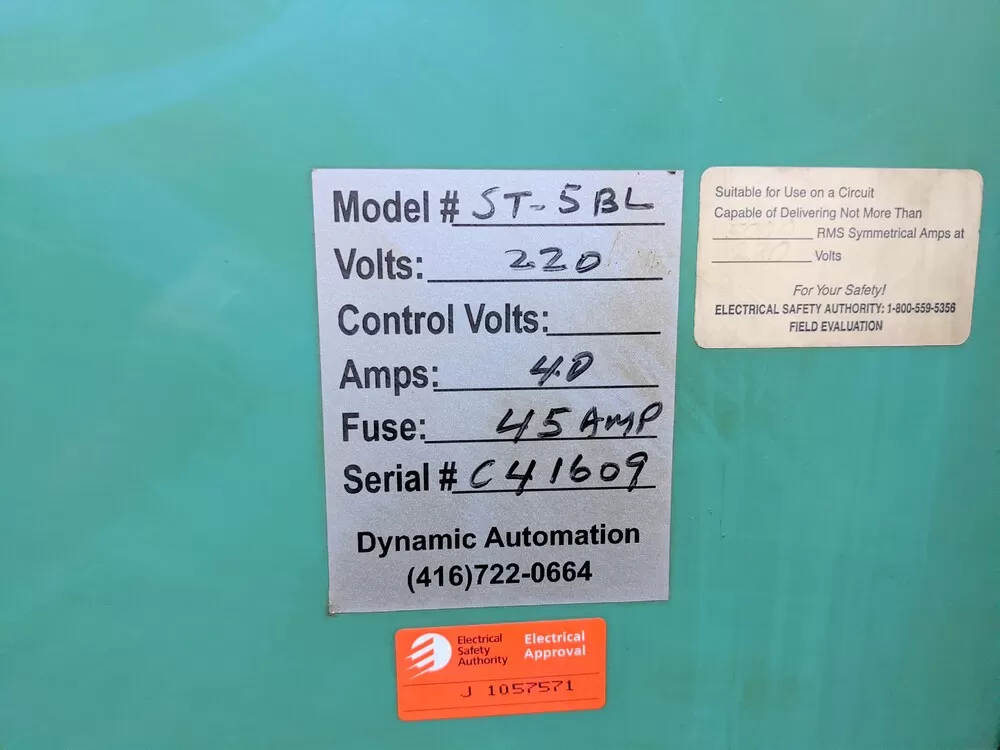 Model # ST-5BL
Volts: 220
Control Volts:
Amps: 40
Fuse: 45 AMP
Serial # C41609
Dynamic Automation
(416)722-0664
Suitable for Use on a Circuit
Capable of Delivering Not More Than
RMS Symmetrical Amps at
Volts
For Your Safety!
ELECTRICAL SAFETY AUTHORITY: 1-800-559-5356
FIELD EVALUATION
Electrical
Safety
Authority
Electrical
Approval
J 1057571